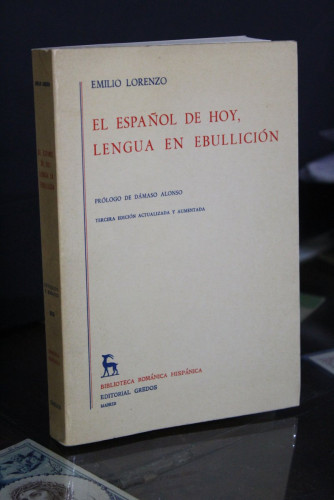 EMILIO LORENZO
EL ESPAÑOL DE HOY,
LENGUA EN EBULLICIÓN
PRÓLOGO DE DÁMASO ALONSO
TERCERA EDICIÓN ACTUALIZADA Y AUMENTADA
BIBLIOTECA ROMÁNICA HISPÁNICA
EDITORIAL GREDOS
MADRID